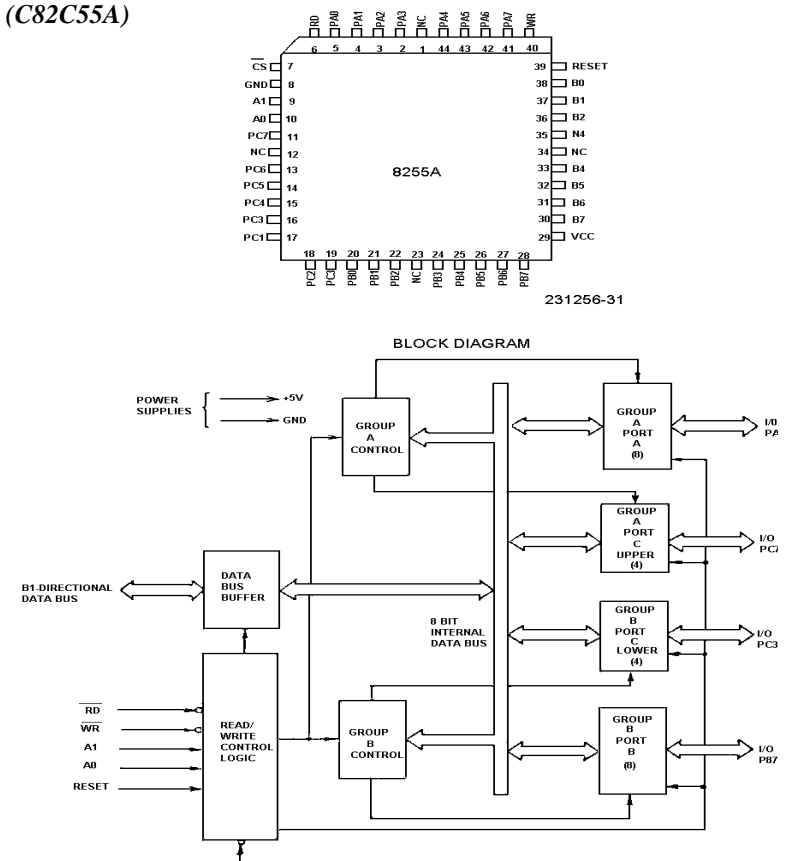 (C82C55A)
RD PA0 PA1 PA2 PA3 NC PA4 PA5 PA6 PA7 WR
6 5 4 3 2 1 44 43 42 41 40
CS 7
GND 8
A1 9
A0 10
PC7 11
NC 12
PC6 13
PC5 14
PC4 15
PC3 16
PC1 17
8255A
39 RESET
38 B0
37 B1
36 B2
35 N4
34 NC
33 B4
32 B5
31 B6
30 B7
29 VCC
18 19 20 21 22 23 24 25 26 27 28
PC2 PC3 PB0 PB1 PB2 NC PB3 PB4 PB5 PB6 PB7
231256-31
BLOCK DIAGRAM
POWER
SUPPLIES
+5V
GND
GROUP
A
CONTROL
GROUP
A
PORT
A
(8)
I/0
PA
GROUP
A
PORT
C
UPPER
(4)
I/O
PC7
B1-DIRECTIONAL
DATA BUS
DATA
BUS
BUFFER
8 BIT
INTERNAL
DATA BUS
GROUP
B
PORT
C
LOWER
(4)
I/O
PC3
RD
WR
A1
A0
RESET
READ/
WRITE
CONTROL
LOGIC
GROUP
B
CONTROL
GROUP
B
PORT
B
(8)
I/O
P87